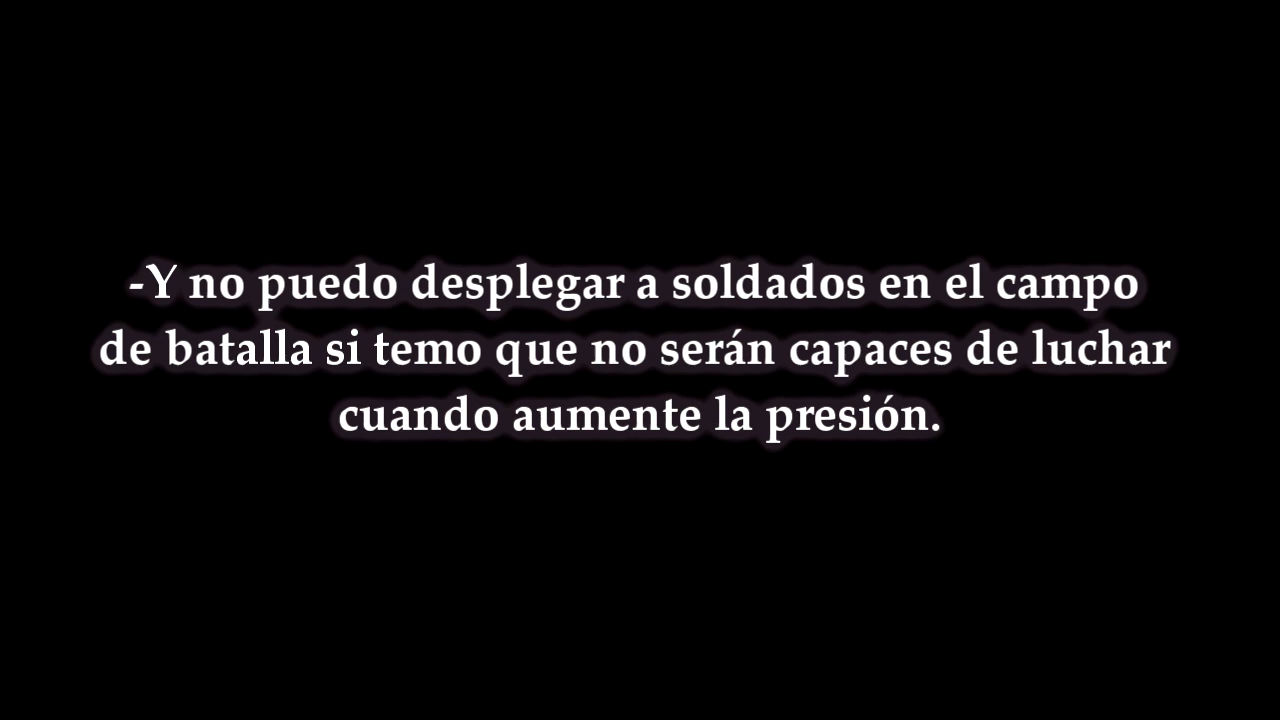 -Y no puedo desplegar a soldados en el campo
de batalla si temo que no serán capaces de luchar
cuando aumente la presión.